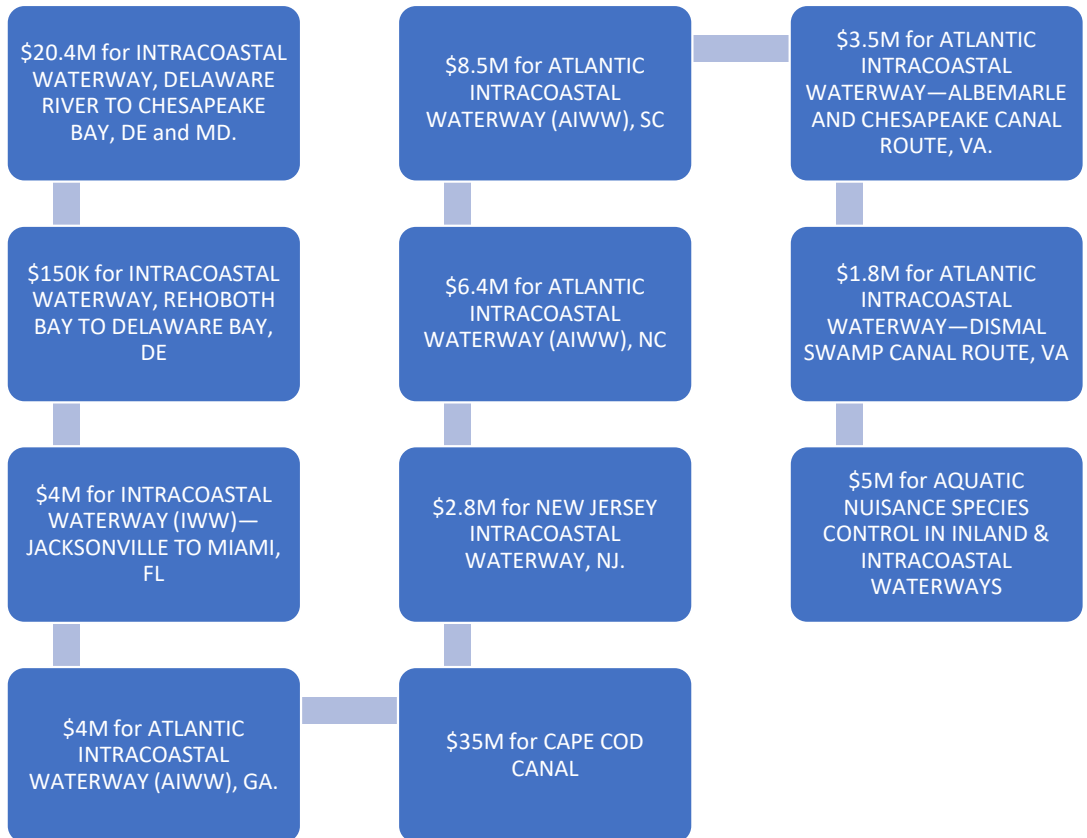 $20.4M for INTRACOASTAL
WATERWAY, DELAWARE
RIVER TO CHESAPEAKE
BAY, DE and MD.
$150K for INTRACOASTAL
WATERWAY, REHOBOTH
BAY TO DELAWARE BAY,
DE
$4M for INTRACOASTAL
WATERWAY (IWW)—
JACKSONVILLE TO MIAMI,
FL
$4M for ATLANTIC
INTRACOASTAL
WATERWAY (AIWW), GA.
$35M for CAPE COD
CANAL
$2.8M for NEW JERSEY
INTRACOASTAL
WATERWAY, NJ.
$6.4M for ATLANTIC
INTRACOASTAL
WATERWAY (AIWW), NC
$8.5M for ATLANTIC
INTRACOASTAL
WATERWAY (AIWW), SC
$3.5M for ATLANTIC
INTRACOASTAL
WATERWAY—ALBEMARLE
AND CHESAPEAKE CANAL
ROUTE, VA.
$1.8M for ATLANTIC
INTRACOASTAL
WATERWAY—DISMAL
SWAMP CANAL ROUTE, VA
$5M for AQUATIC
NUISANCE SPECIES
CONTROL IN INLAND &
INTRACOASTAL
WATERWAYS